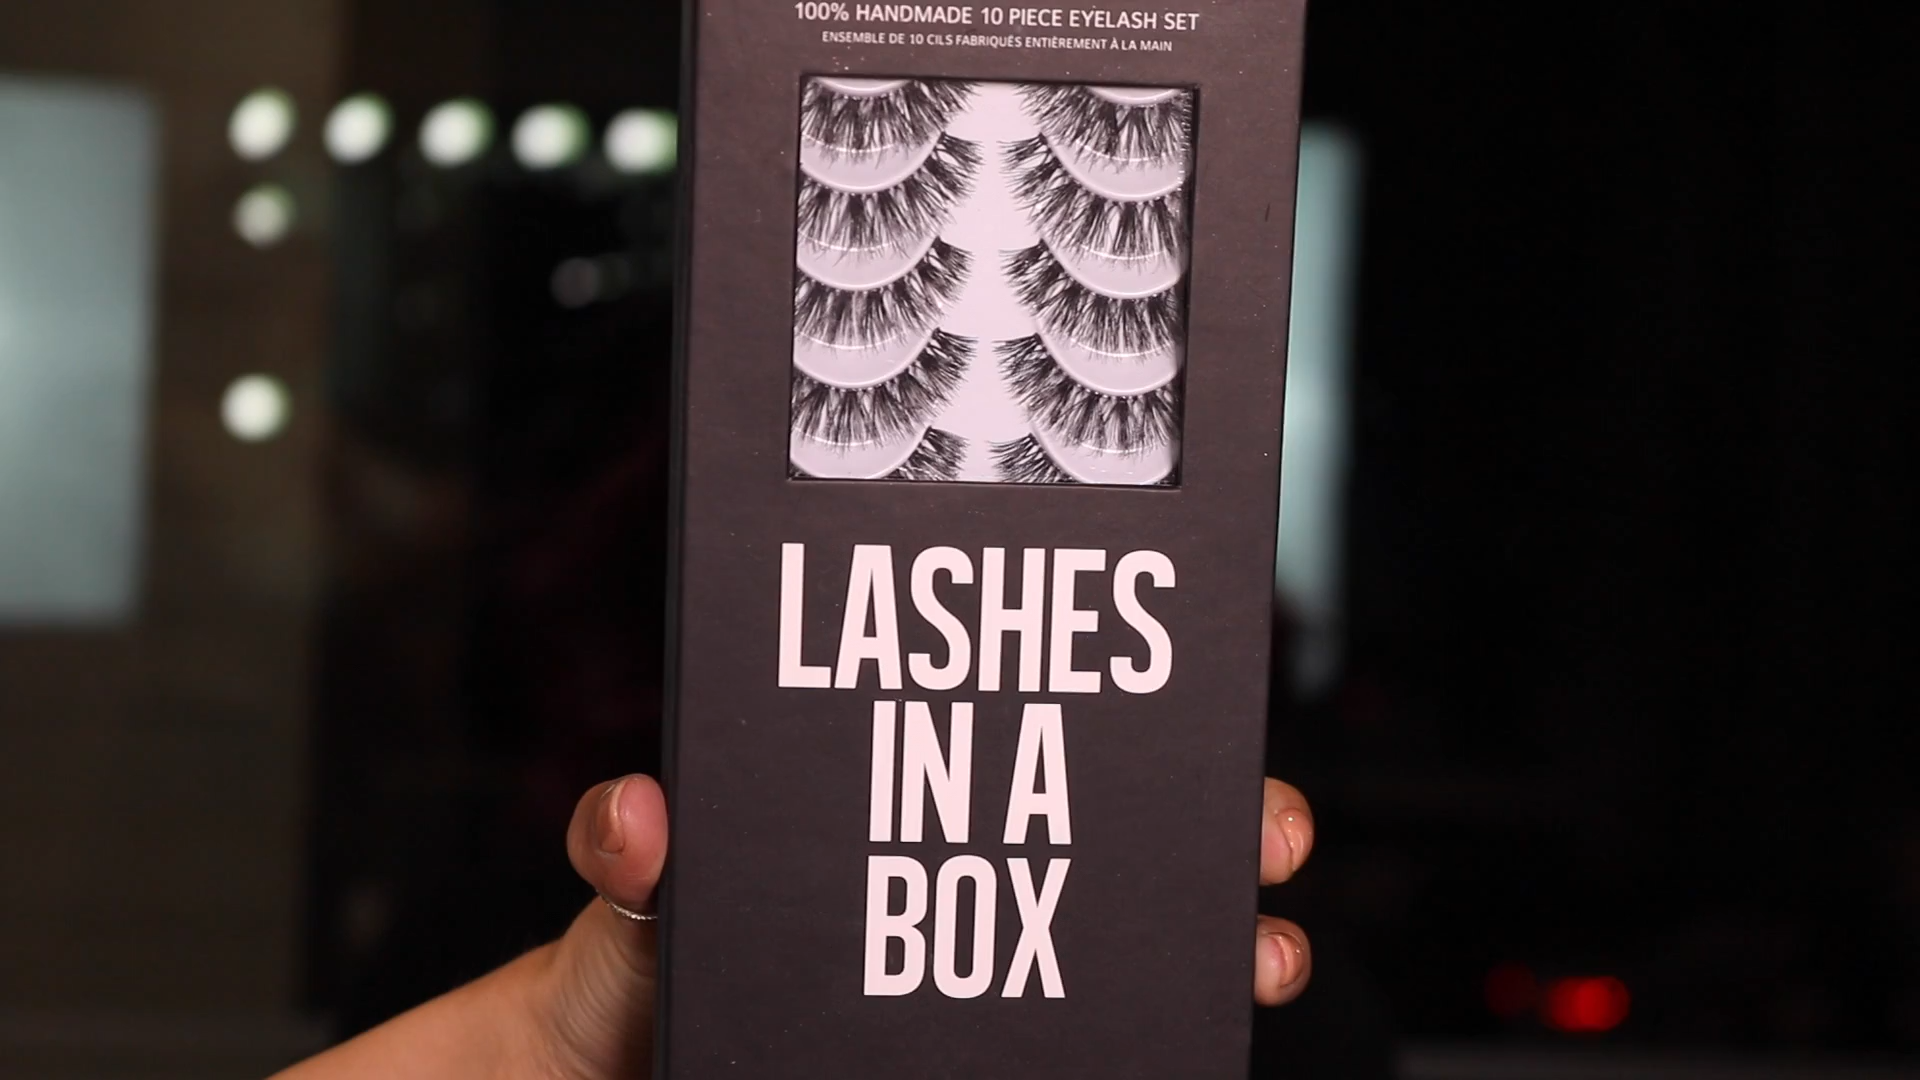 100% HANDMADE 10 PIECE EYELASH SET
ENSEMBLE DE 10 CILS FABRIQUÉS ENTIÈREMENT À LA MAIN
LASHES
IN A
BOX